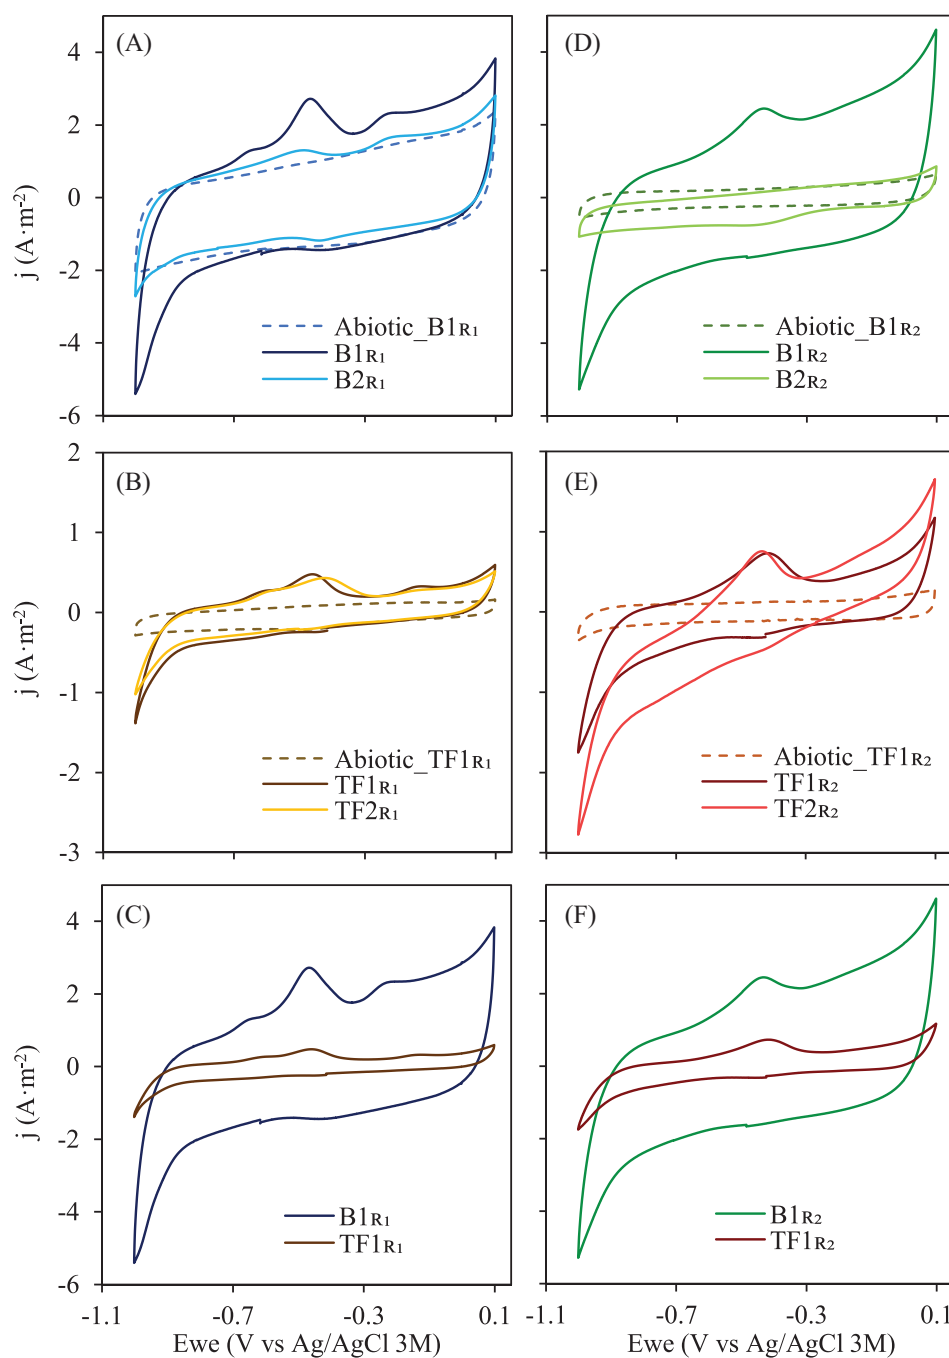 (A)
4
2
0
-2
-4
-6
j (A·m-2)
Abiotic_B1R1
B1R1
B2R1
(D)
Abiotic_B1R2
B1R2
B2R2
(B)
2
1
0
-1
-2
-3
j (A·m-2)
Abiotic_TF1R1
TF1R1
TF2R1
(E)
Abiotic_TF1R2
TF1R2
TF2R2
(C)
4
2
0
-2
-4
-6
j (A·m-2)
B1R1
TF1R1
-1.1 -0.7 -0.3 0.1
Ewe (V vs Ag/AgCl 3M)
(F)
B1R2
TF1R2
-1.1 -0.7 -0.3 0.1
Ewe (V vs Ag/AgCl 3M)